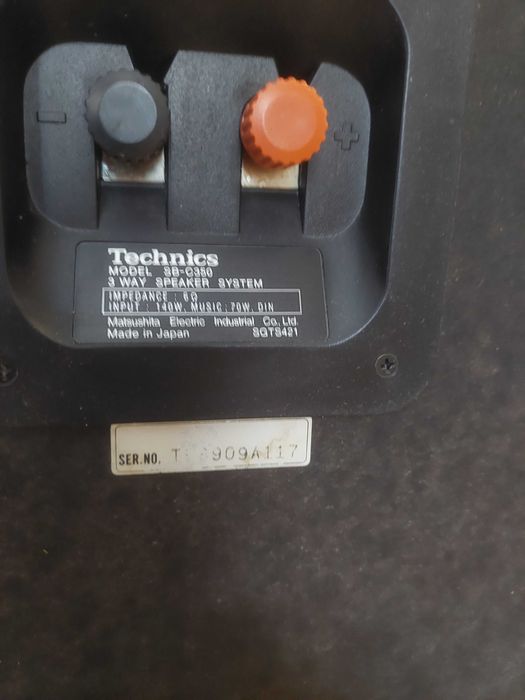 − +
Technics
MODEL SB-C350
3 WAY SPEAKER SYSTEM
IMPEDANCE : 6Ω
INPUT : 140W, MUSIC; 70W, DIN
Matsushita Electric Industrial Co., Ltd.
Made in Japan SGTS421
SER.NO.